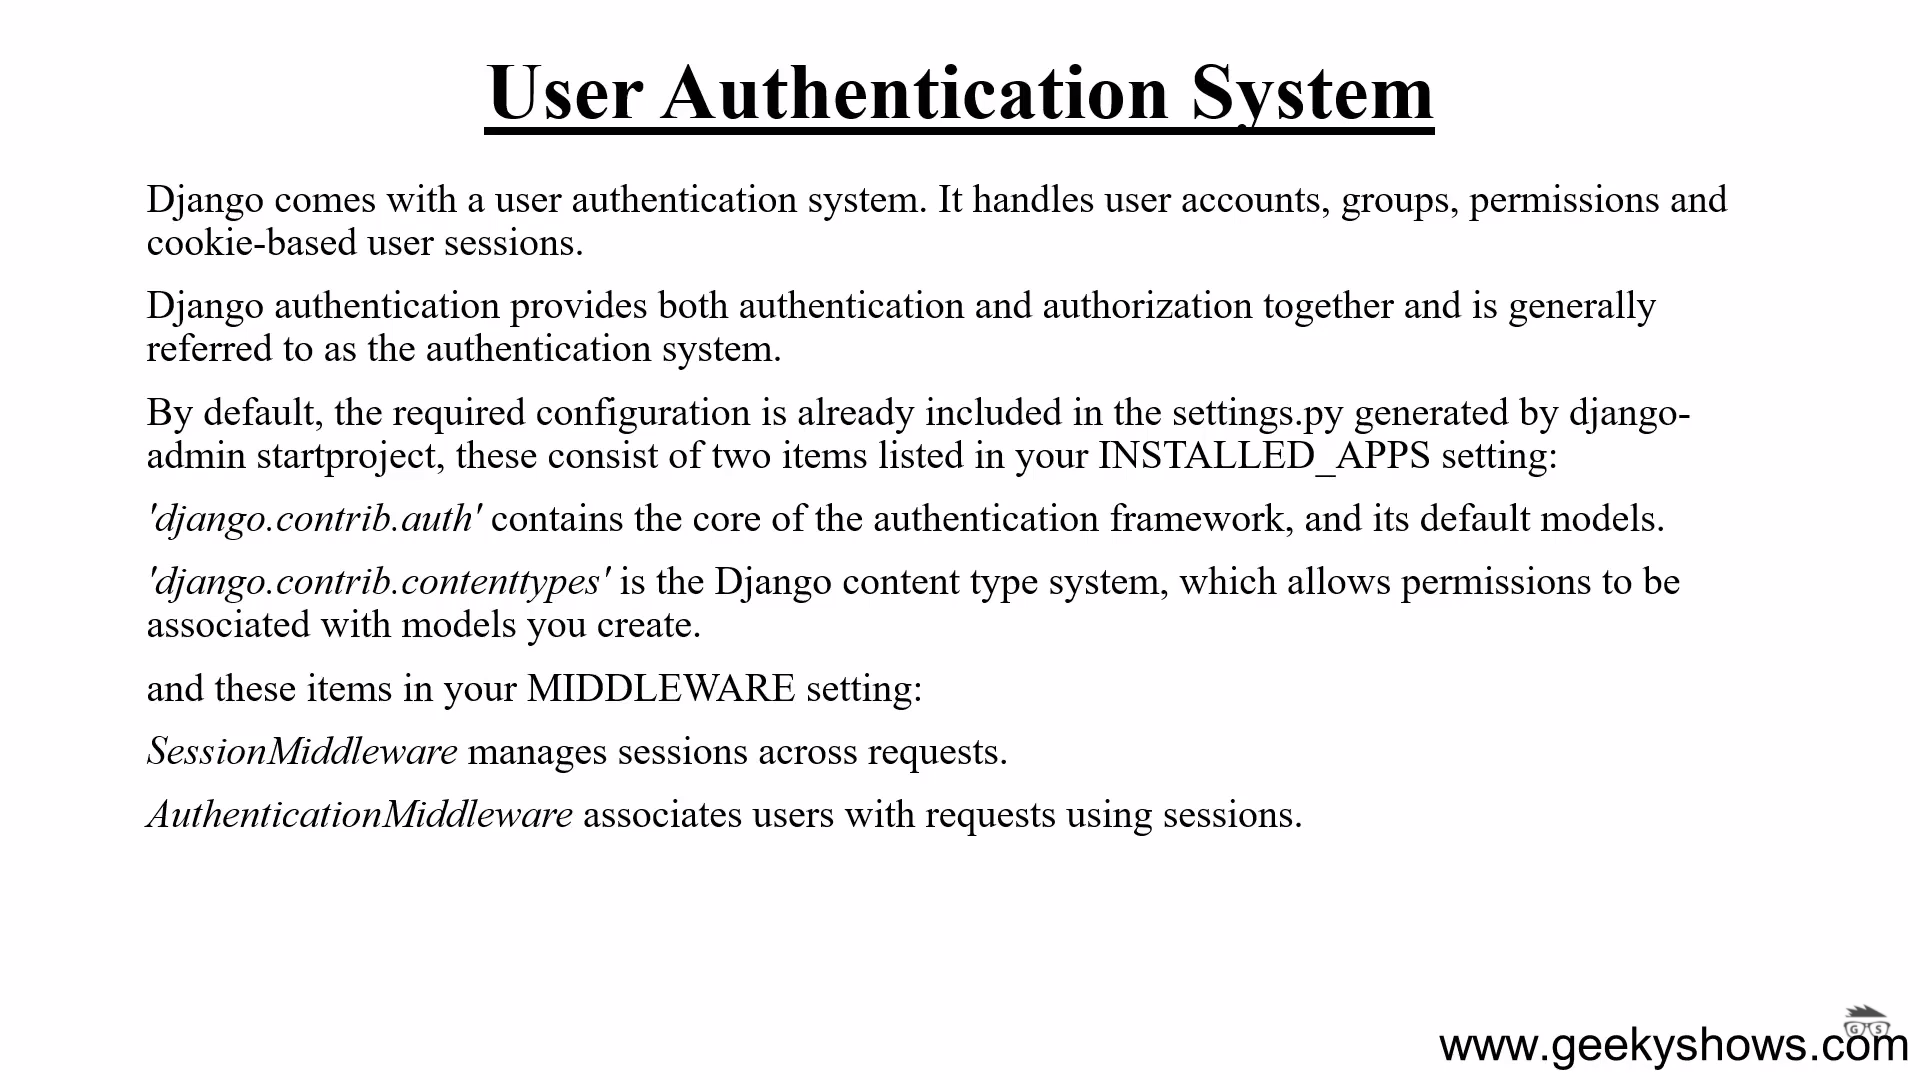 User Authentication System
Django comes with a user authentication system. It handles user accounts, groups, permissions and
cookie-based user sessions.
Django authentication provides both authentication and authorization together and is generally
referred to as the authentication system.
By default, the required configuration is already included in the settings.py generated by django-
admin startproject, these consist of two items listed in your INSTALLED_APPS setting:
'django.contrib.auth' contains the core of the authentication framework, and its default models.
'django.contrib.contenttypes' is the Django content type system, which allows permissions to be
associated with models you create.
and these items in your MIDDLEWARE setting:
SessionMiddleware manages sessions across requests.
AuthenticationMiddleware associates users with requests using sessions.
G S
www.geekyshows.com